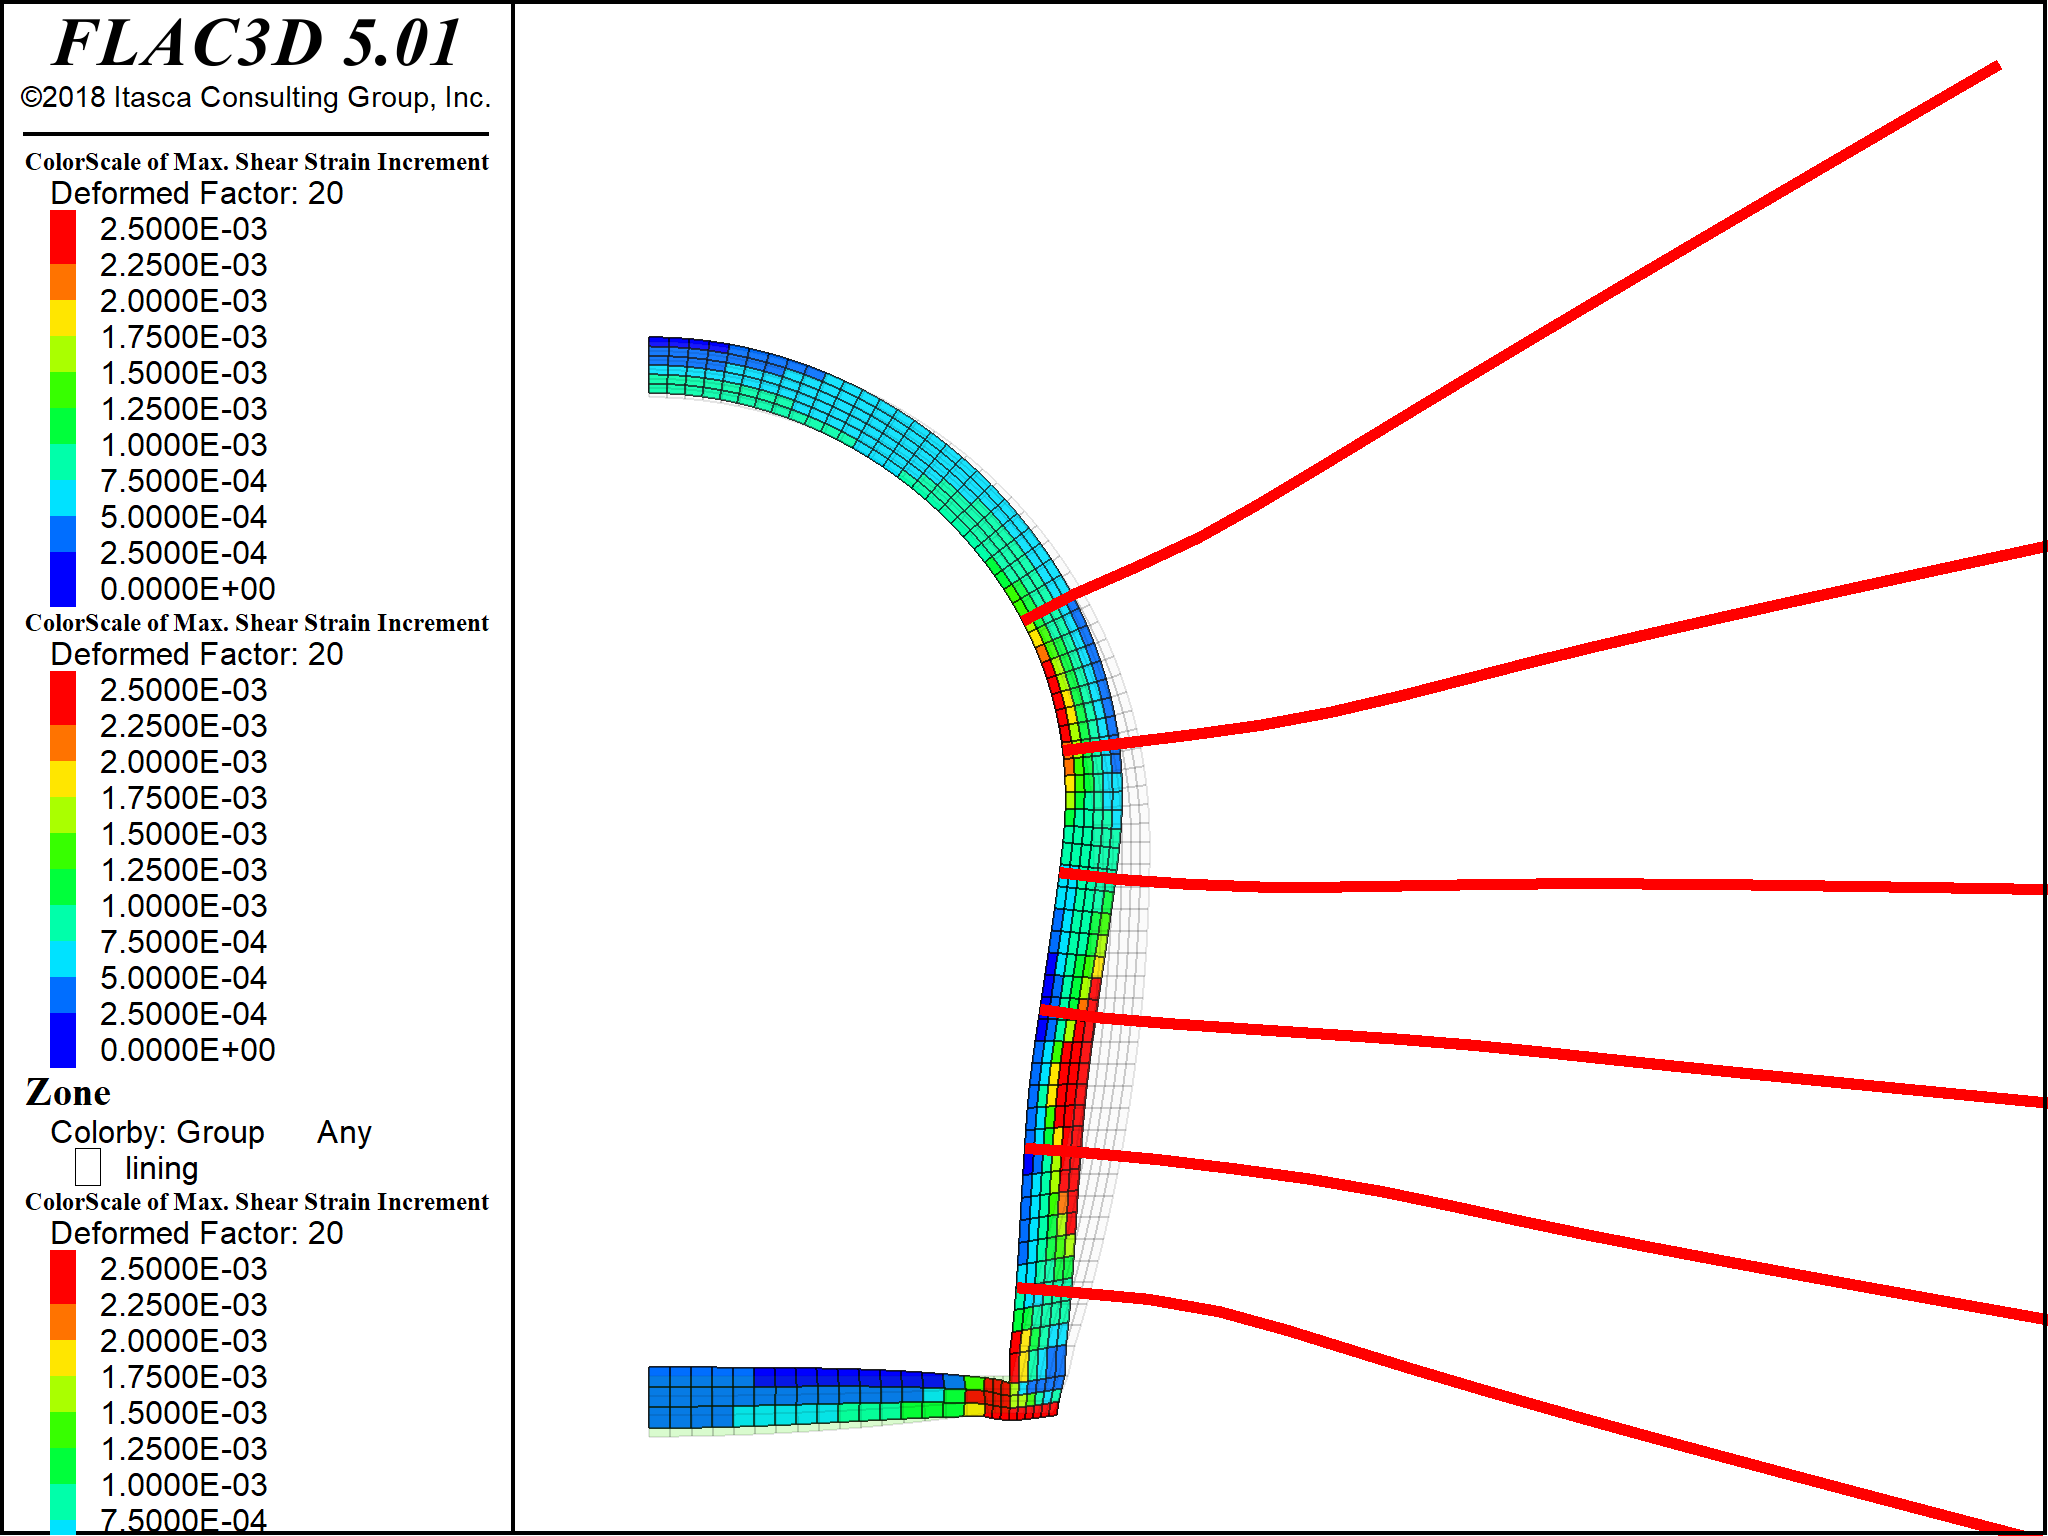 FLAC3D 5.01
©2018 Itasca Consulting Group, Inc.
ColorScale of Max. Shear Strain Increment
Deformed Factor: 20
2.5000E-03
2.2500E-03
2.0000E-03
1.7500E-03
1.5000E-03
1.2500E-03
1.0000E-03
7.5000E-04
5.0000E-04
2.5000E-04
0.0000E+00
ColorScale of Max. Shear Strain Increment
Deformed Factor: 20
2.5000E-03
2.2500E-03
2.0000E-03
1.7500E-03
1.5000E-03
1.2500E-03
1.0000E-03
7.5000E-04
5.0000E-04
2.5000E-04
0.0000E+00
Zone
Colorby: Group Any
lining
ColorScale of Max. Shear Strain Increment
Deformed Factor: 20
2.5000E-03
2.2500E-03
2.0000E-03
1.7500E-03
1.5000E-03
1.2500E-03
1.0000E-03
7.5000E-04